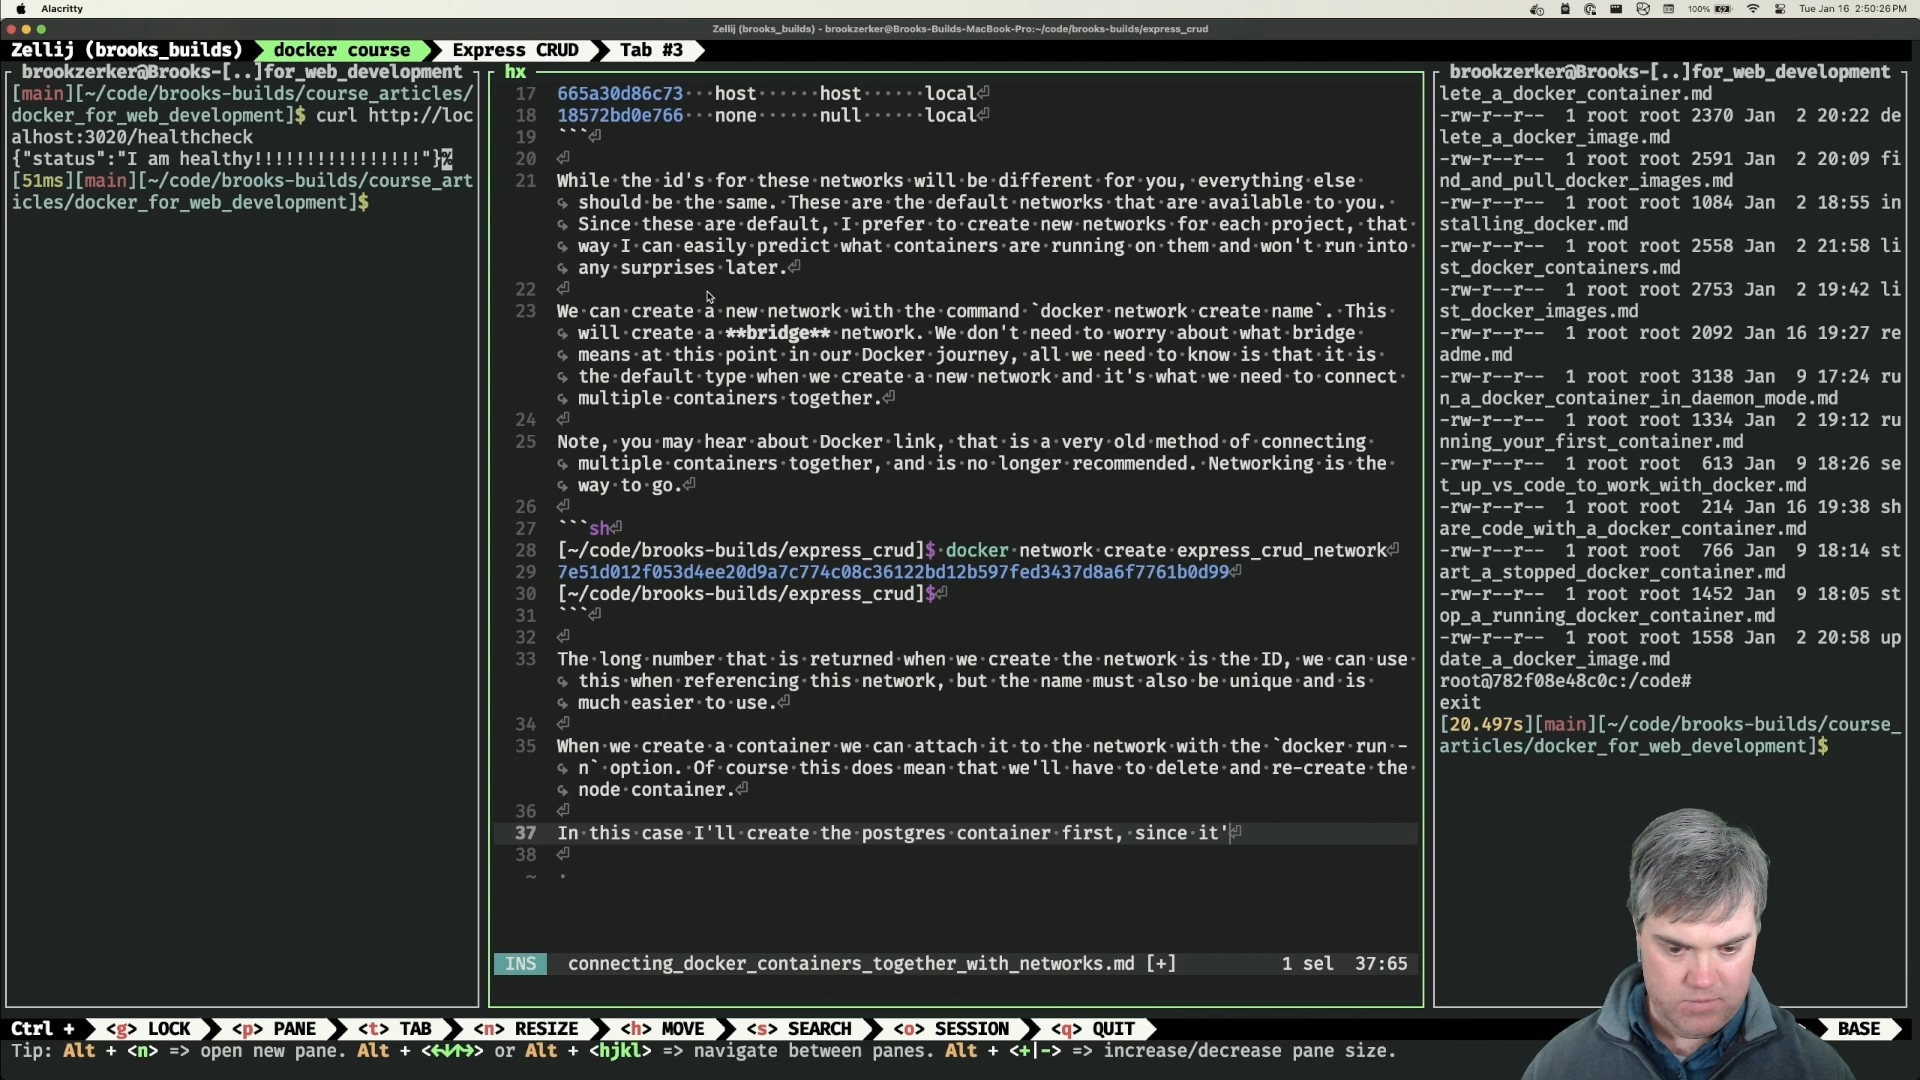 Alacritty
100%
Tue Jan 16 2:50:26 PM
Zellij (brooks_builds) - brookzerker@Brooks-Builds-MacBook-Pro:~/code/brooks-builds/express_crud
Zellij (brooks_builds) docker course Express CRUD Tab #3
brookzerker@Brooks-[..]for_web_development
[main][~/code/brooks-builds/course_articles/
docker_for_web_development]$ curl http://loc
alhost:3020/healthcheck
{"status":"I am healthy!!!!!!!!!!!!!!!!"}%
[51ms][main][~/code/brooks-builds/course_art
icles/docker_for_web_development]$
hx
17 665a30d86c73···host······host······local⏎
18 18572bd0e766···none······null······local⏎
19 ```⏎
20 ⏎
21 While·the·id's·for·these·networks·will·be·different·for·you,·everything·else·
↪ should·be·the·same.·These·are·the·default·networks·that·are·available·to·you.·
↪ Since·these·are·default,·I·prefer·to·create·new·networks·for·each·project,·that·
↪ way·I·can·easily·predict·what·containers·are·running·on·them·and·won't·run·into·
↪ any·surprises·later.⏎
22 ⏎
23 We·can·create·a·new·network·with·the·command·`docker·network·create·name`.·This·
↪ will·create·a·**bridge**·network.·We·don't·need·to·worry·about·what·bridge·
↪ means·at·this·point·in·our·Docker·journey,·all·we·need·to·know·is·that·it·is·
↪ the·default·type·when·we·create·a·new·network·and·it's·what·we·need·to·connect·
↪ multiple·containers·together.⏎
24 ⏎
25 Note,·you·may·hear·about·Docker·link,·that·is·a·very·old·method·of·connecting·
↪ multiple·containers·together,·and·is·no·longer·recommended.·Networking·is·the·
↪ way·to·go.⏎
26 ⏎
27 ```sh⏎
28 [~/code/brooks-builds/express_crud]$·docker·network·create·express_crud_network⏎
29 7e51d012f053d4ee20d9a7c774c08c36122bd12b597fed3437d8a6f7761b0d99⏎
30 [~/code/brooks-builds/express_crud]$⏎
31 ```⏎
32 ⏎
33 The·long·number·that·is·returned·when·we·create·the·network·is·the·ID,·we·can·use·
↪ this·when·referencing·this·network,·but·the·name·must·also·be·unique·and·is·
↪ much·easier·to·use.⏎
34 ⏎
35 When·we·create·a·container·we·can·attach·it·to·the·network·with·the·`docker·run·-
↪ n`·option.·Of·course·this·does·mean·that·we'll·have·to·delete·and·re-create·the·
↪ node·container.⏎
36 ⏎
37 In·this·case·I'll·create·the·postgres·container·first,·since·it'⏎
38 ⏎
~ .
INS connecting_docker_containers_together_with_networks.md [+] 1 sel 37:65
brookzerker@Brooks-[..]for_web_development
lete_a_docker_container.md
-rw-r--r-- 1 root root 2370 Jan 2 20:22 de
lete_a_docker_image.md
-rw-r--r-- 1 root root 2591 Jan 2 20:09 fi
nd_and_pull_docker_images.md
-rw-r--r-- 1 root root 1084 Jan 2 18:55 in
stalling_docker.md
-rw-r--r-- 1 root root 2558 Jan 2 21:58 li
st_docker_containers.md
-rw-r--r-- 1 root root 2753 Jan 2 19:42 li
st_docker_images.md
-rw-r--r-- 1 root root 2092 Jan 16 19:27 re
adme.md
-rw-r--r-- 1 root root 3138 Jan 9 17:24 ru
n_a_docker_container_in_daemon_mode.md
-rw-r--r-- 1 root root 1334 Jan 2 19:12 ru
nning_your_first_container.md
-rw-r--r-- 1 root root 613 Jan 9 18:26 se
t_up_vs_code_to_work_with_docker.md
-rw-r--r-- 1 root root 214 Jan 16 19:38 sh
are_code_with_a_docker_container.md
-rw-r--r-- 1 root root 766 Jan 9 18:14 st
art_a_stopped_docker_container.md
-rw-r--r-- 1 root root 1452 Jan 9 18:05 st
op_a_running_docker_container.md
-rw-r--r-- 1 root root 1558 Jan 2 20:58 up
date_a_docker_image.md
root@782f08e48c0c:/code#
exit
[20.497s][main][~/code/brooks-builds/course_
articles/docker_for_web_development]$
Ctrl + <g> LOCK <p> PANE <t> TAB <n> RESIZE <h> MOVE <s> SEARCH <o> SESSION <q> QUIT BASE
Tip: Alt + <n> => open new pane. Alt + <←↓↑→> or Alt + <hjkl> => navigate between panes. Alt + <+|-> => increase/decrease pane size.